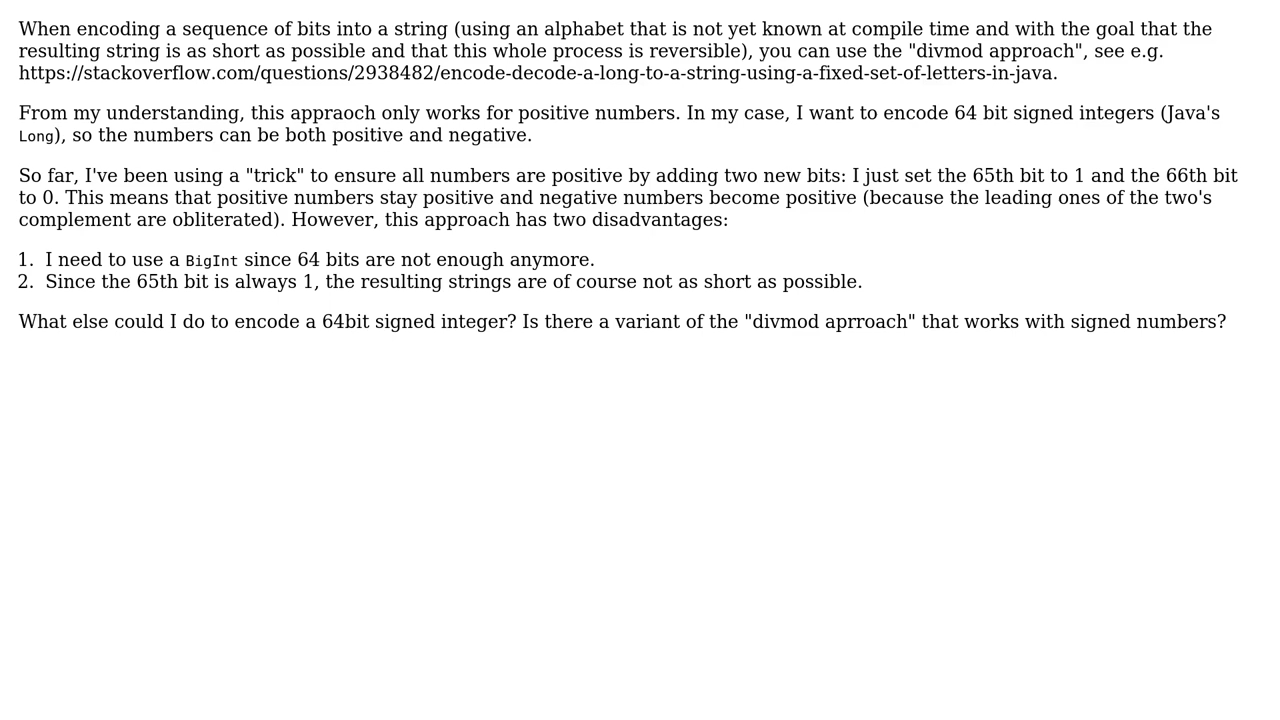 When encoding a sequence of bits into a string (using an alphabet that is not yet known at compile time and with the goal that the
resulting string is as short as possible and that this whole process is reversible), you can use the "divmod approach", see e.g.
https://stackoverflow.com/questions/2938482/encode-decode-a-long-to-a-string-using-a-fixed-set-of-letters-in-java.
From my understanding, this appraoch only works for positive numbers. In my case, I want to encode 64 bit signed integers (Java's
Long), so the numbers can be both positive and negative.
So far, I've been using a "trick" to ensure all numbers are positive by adding two new bits: I just set the 65th bit to 1 and the 66th bit
to 0. This means that positive numbers stay positive and negative numbers become positive (because the leading ones of the two's
complement are obliterated). However, this approach has two disadvantages:
1. I need to use a BigInt since 64 bits are not enough anymore.
2. Since the 65th bit is always 1, the resulting strings are of course not as short as possible.
What else could I do to encode a 64bit signed integer? Is there a variant of the "divmod aprroach" that works with signed numbers?